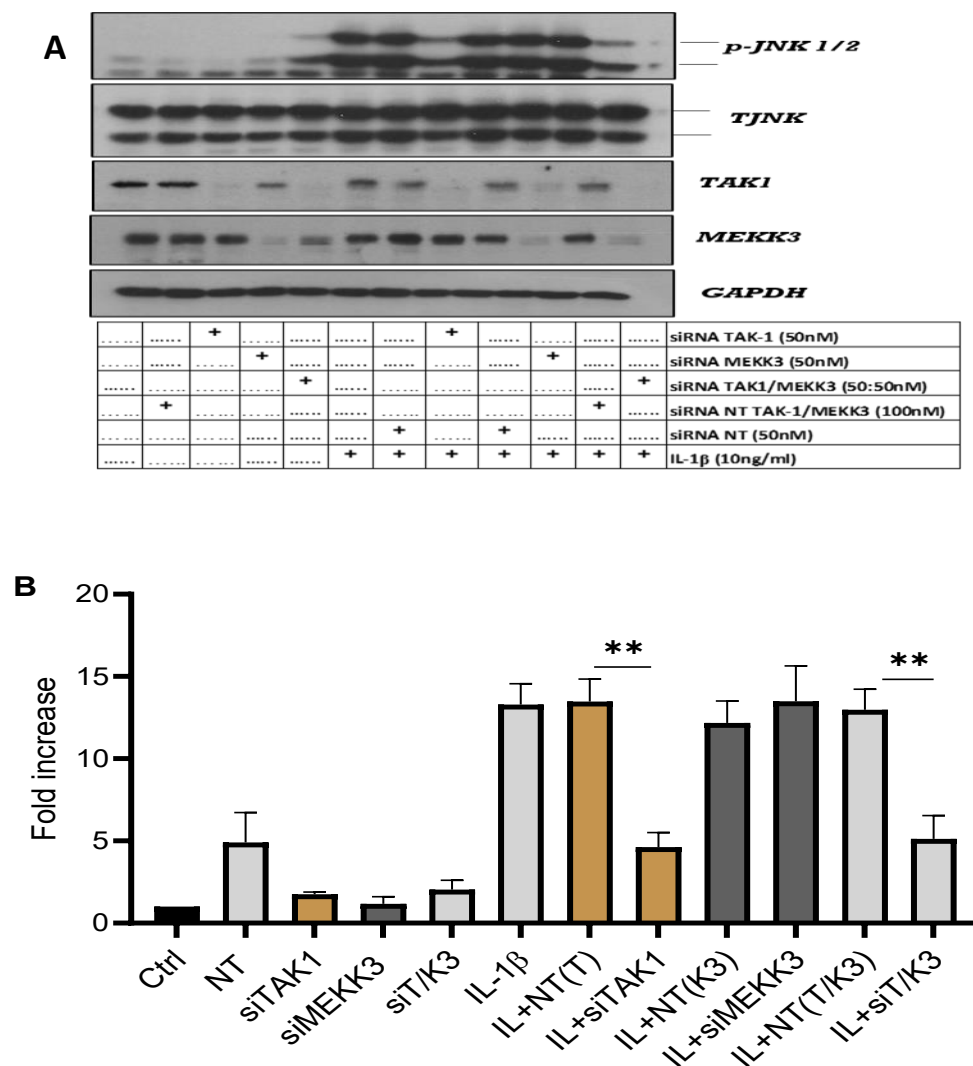 A
p-JNK 1/2
TJNK
TAK1
MEKK3
GAPDH
...... ...... + ...... ...... ...... ...... + ...... ...... ...... ...... siRNA TAK-1 (50nM)
...... ...... ...... + ...... ...... ...... ...... ...... + ...... ...... siRNA MEKK3 (50nM)
...... ...... ...... ...... + ...... ...... ...... ...... ...... ...... + siRNA TAK1/MEKK3 (50:50nM)
...... + ...... ...... ...... ...... ...... ...... ...... ...... + ...... siRNA NT TAK-1/MEKK3 (100nM)
...... ...... ...... ...... ...... ...... + ...... + ...... ...... ...... siRNA NT (50nM)
...... ...... ...... ...... ...... + + + + + + + IL-1β (10ng/ml)
B
Fold increase
20
15
10
5
0
** **
Ctrl
NT
siTAK1
siMEKK3
siT/K3
IL-1β
IL+NT(T)
IL+siTAK1
IL+NT(K3)
IL+siMEKK3
IL+NT(T/K3)
IL+siT/K3